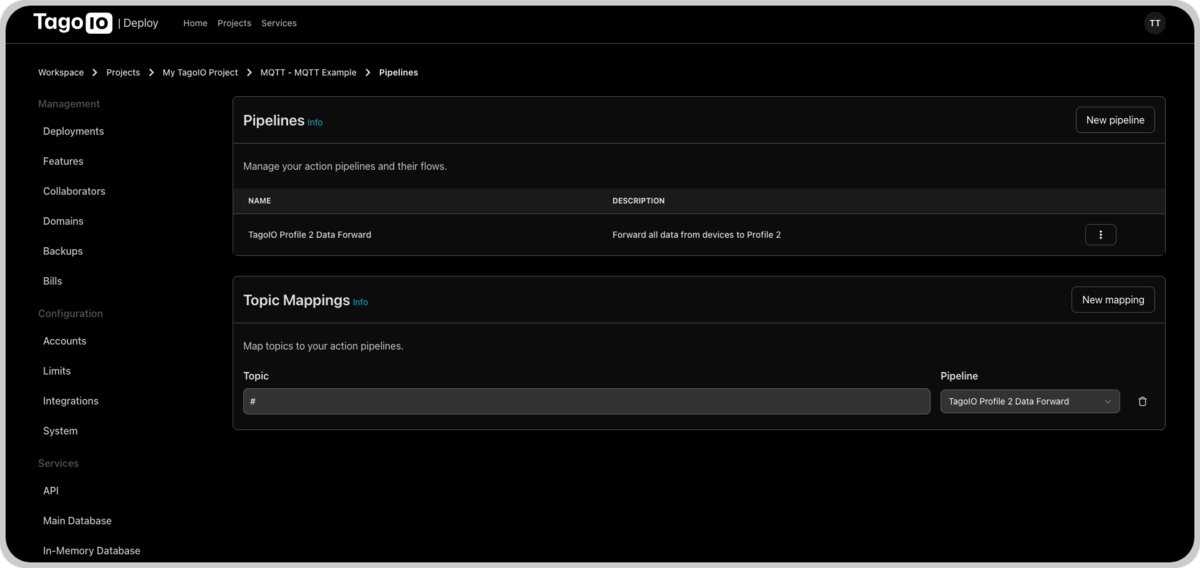 TagoIO | Deploy Home Projects Services TT
Workspace > Projects > My TagoIO Project > MQTT - MQTT Example > Pipelines
Management
Deployments
Features
Collaborators
Domains
Backups
Bills
Configuration
Accounts
Limits
Integrations
System
Services
API
Main Database
In-Memory Database
Pipelines Info New pipeline
Manage your action pipelines and their flows.
NAME DESCRIPTION
TagoIO Profile 2 Data Forward Forward all data from devices to Profile 2
Topic Mappings Info New mapping
Map topics to your action pipelines.
Topic Pipeline
# TagoIO Profile 2 Data Forward